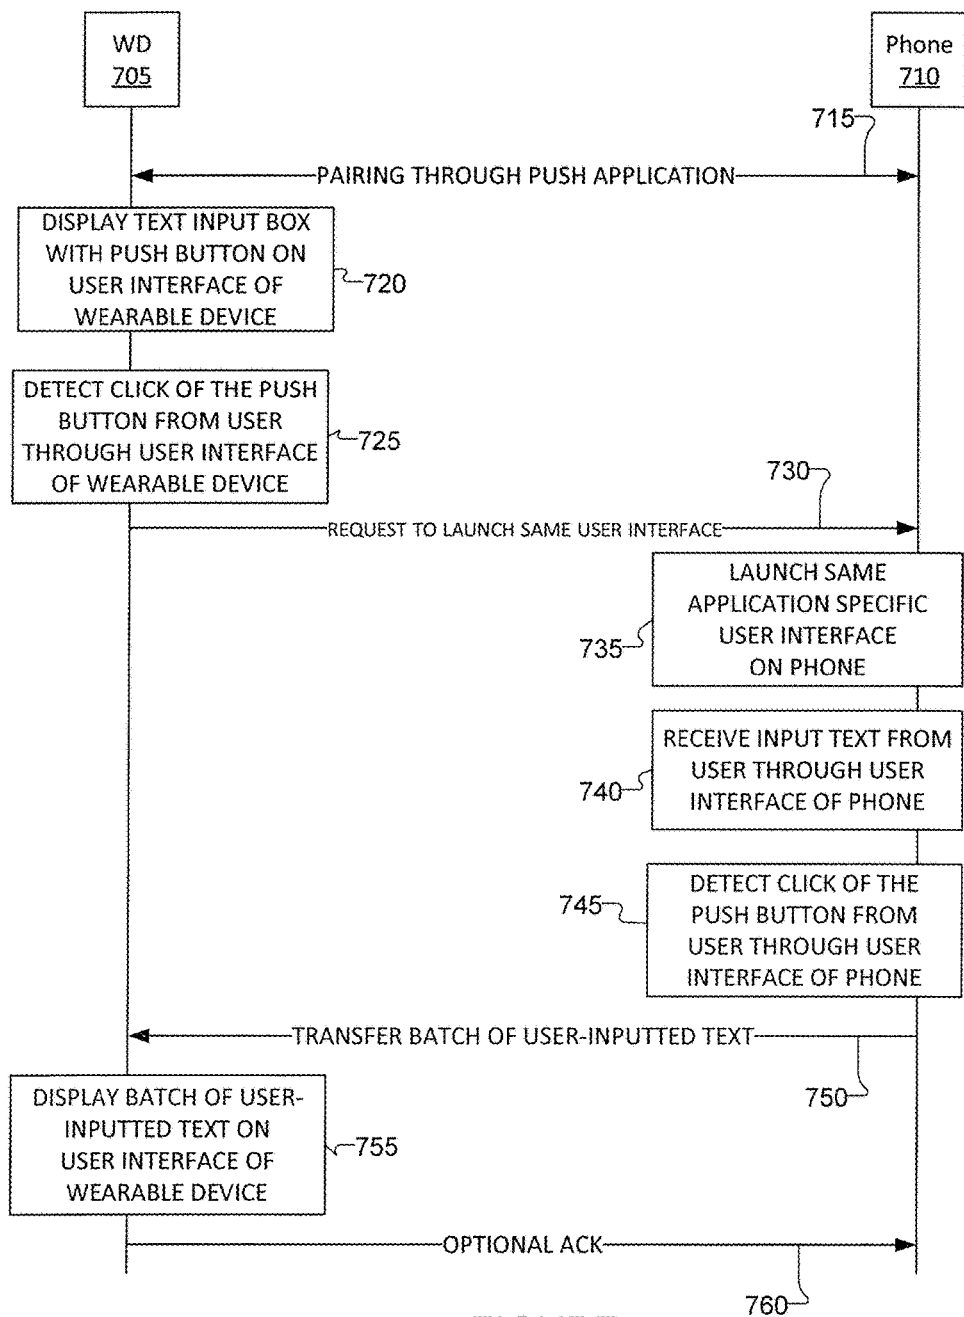 WD
705
Phone
710
715
PAIRING THROUGH PUSH APPLICATION
DISPLAY TEXT INPUT BOX
WITH PUSH BUTTON ON
USER INTERFACE OF
WEARABLE DEVICE
720
DETECT CLICK OF THE PUSH
BUTTON FROM USER
THROUGH USER INTERFACE
OF WEARABLE DEVICE
725
730
REQUEST TO LAUNCH SAME USER INTERFACE
LAUNCH SAME
APPLICATION SPECIFIC
USER INTERFACE
ON PHONE
735
RECEIVE INPUT TEXT FROM
USER THROUGH USER
INTERFACE OF PHONE
740
DETECT CLICK OF THE
PUSH BUTTON FROM
USER THROUGH USER
INTERFACE OF PHONE
745
TRANSFER BATCH OF USER-INPUTTED TEXT
750
DISPLAY BATCH OF USER-
INPUTTED TEXT ON
USER INTERFACE OF
WEARABLE DEVICE
755
OPTIONAL ACK
760